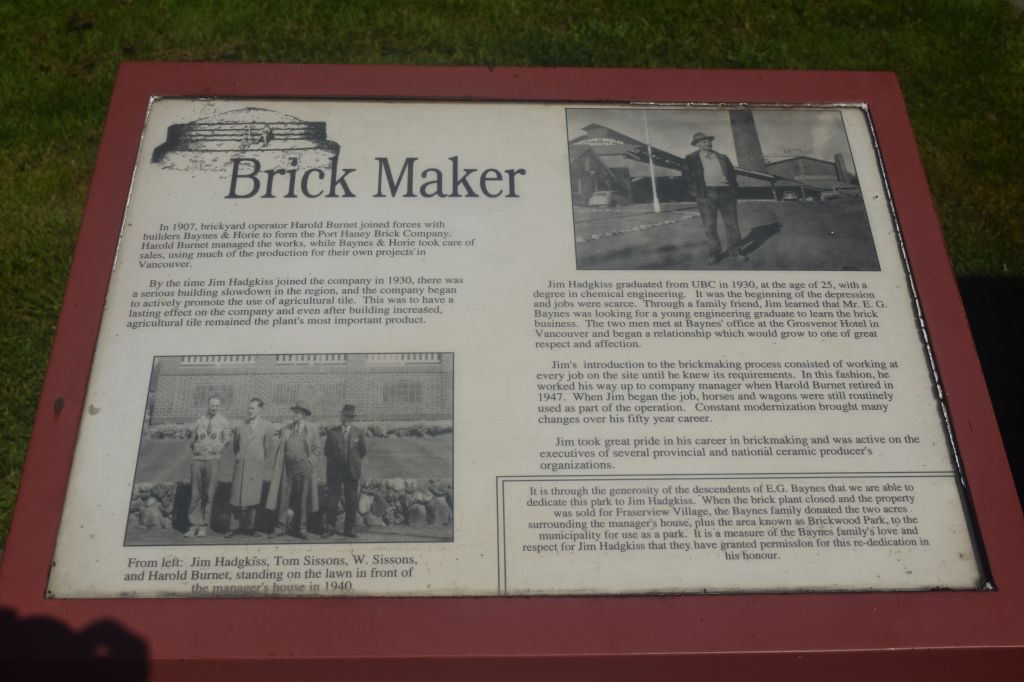 Brick Maker
In 1907, brickyard operator Harold Burnet joined forces with
builders Baynes & Horie to form the Port Haney Brick Company.
Harold Burnet managed the works, while Baynes & Horie took care of
sales, using much of the production for their own projects in
Vancouver.
By the time Jim Hadgkiss joined the company in 1930, there was
a serious building slowdown in the region, and the company began
to actively promote the use of agricultural tile. This was to have a
lasting effect on the company and even after building increased,
agricultural tile remained the plant's most important product.
From left: Jim Hadgkiss, Tom Sissons, W. Sissons,
and Harold Burnet, standing on the lawn in front of
the manager's house in 1940.
Jim Hadgkiss graduated from UBC in 1930, at the age of 25, with a
degree in chemical engineering. It was the beginning of the depression
and jobs were scarce. Through a family friend, Jim learned that Mr. E. G.
Baynes was looking for a young engineering graduate to learn the brick
business. The two men met at Baynes' office at the Grosvenor Hotel in
Vancouver and began a relationship which would grow to one of great
respect and affection.
Jim's introduction to the brickmaking process consisted of working at
every job on the site until he knew its requirements. In this fashion, he
worked his way up to company manager when Harold Burnet retired in
1947. When Jim began the job, horses and wagons were still routinely
used as part of the operation. Constant modernization brought many
changes over his fifty year career.
Jim took great pride in his career in brickmaking and was active on the
executives of several provincial and national ceramic producer's
organizations.
It is through the generosity of the descendents of E.G. Baynes that we are able to
dedicate this park to Jim Hadgkiss. When the brick plant closed and the property
was sold for Fraserview Village, the Baynes family donated the two acres
surrounding the manager's house, plus the area known as Brickwood Park, to the
municipality for use as a park. It is a measure of the Baynes family's love and
respect for Jim Hadgkiss that they have granted permission for this re-dedication in
his honour.